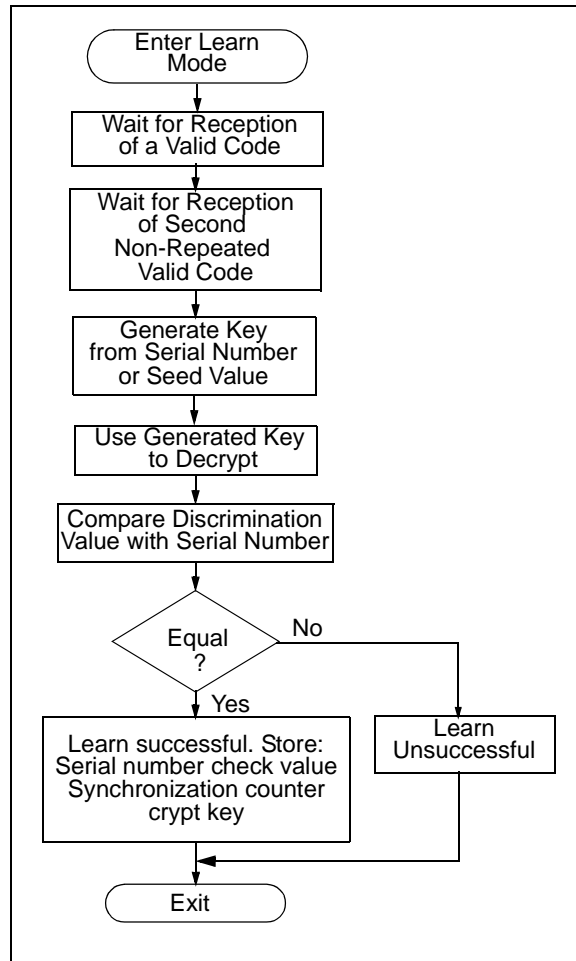 Enter Learn
Mode
Wait for Reception
of a Valid Code
Wait for Reception
of Second
Non-Repeated
Valid Code
Generate Key
from Serial Number
or Seed Value
Use Generated Key
to Decrypt
Compare Discrimination
Value with Serial Number
Equal
?
No
Yes
Learn successful. Store:
Serial number check value
Synchronization counter
crypt key
Learn
Unsuccessful
Exit